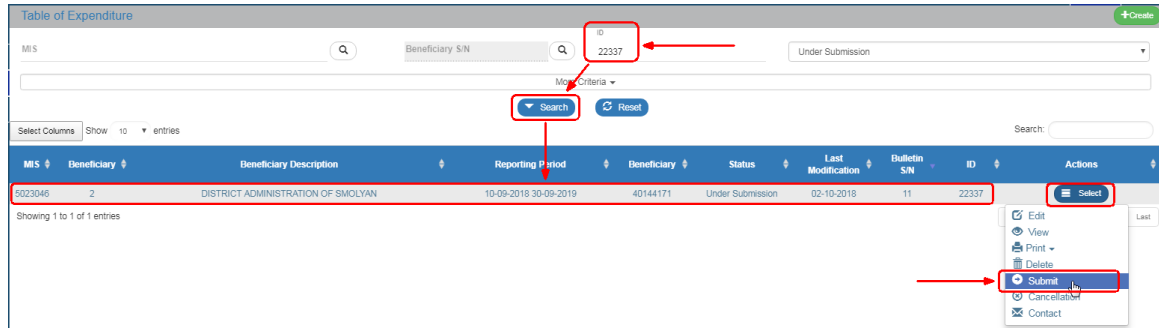 Table of Expenditure
+Create
ID
MIS
Beneficiary S/N
22337
Under Submission
More Criteria
Search
Reset
Select Columns Show 10 entries
Search:
MIS Beneficiary Beneficiary Description Reporting Period Beneficiary Status Last Modification Bulletin S/N ID Actions
5023046 2 DISTRICT ADMINISTRATION OF SMOLYAN 10-09-2018 30-09-2019 40144171 Under Submission 02-10-2018 11 22337 Select
Showing 1 to 1 of 1 entries
Last
Edit
View
Print
Delete
Submit
Cancellation
Contact